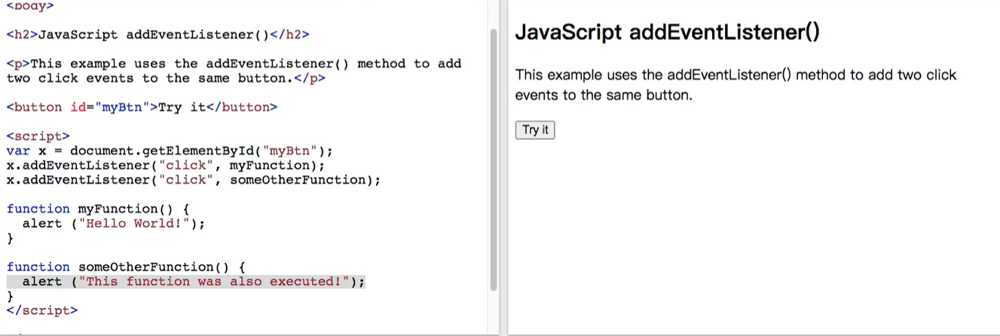 <body>
<h2>JavaScript addEventListener()</h2>
<p>This example uses the addEventListener() method to add
two click events to the same button.</p>
<button id="myBtn">Try it</button>
<script>
var x = document.getElementById("myBtn");
x.addEventListener("click", myFunction);
x.addEventListener("click", someOtherFunction);
function myFunction() {
  alert ("Hello World!");
}
function someOtherFunction() {
  alert ("This function was also executed!");
}
</script>
JavaScript addEventListener()
This example uses the addEventListener() method to add two click
events to the same button.
Try it